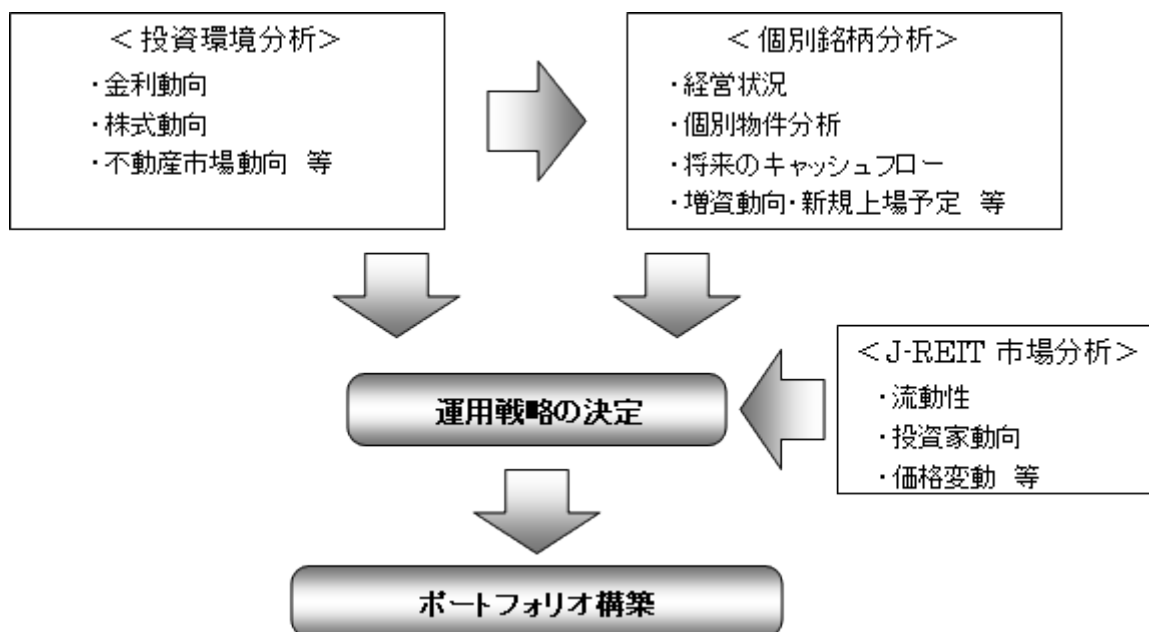 ＜投資環境分析＞
・金利動向
・株式動向
・不動産市場動向　等
＜個別銘柄分析＞
・経営状況
・個別物件分析
・将来のキャッシュフロー
・増資動向・新規上場予定　等
＜J-REIT 市場分析＞
・流動性
・投資家動向
・価格変動　等
運用戦略の決定
ポートフォリオ構築